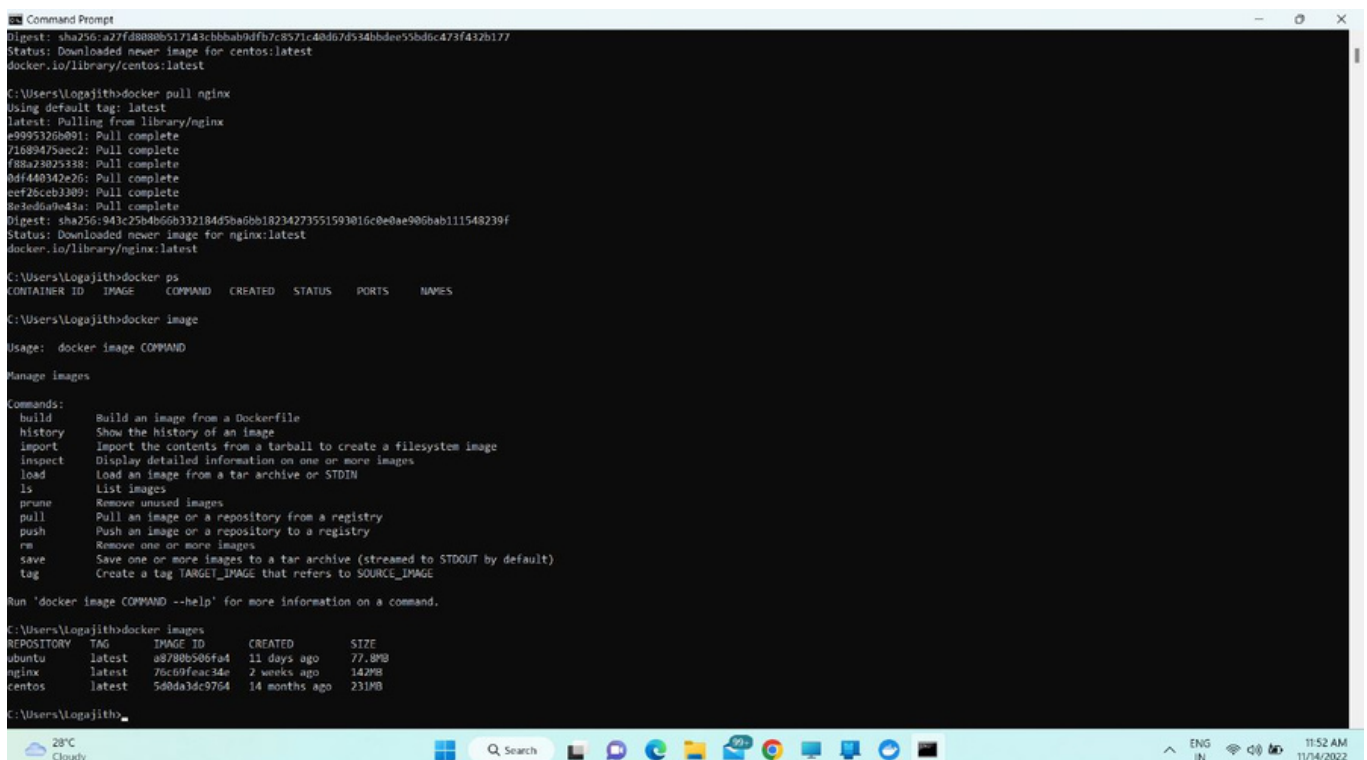 Command Prompt
Digest: sha256:a27fd8080b517143cbbbab9dfb7c8571c40d67d534bbdee55bd6c473f432b177
Status: Downloaded newer image for centos:latest
docker.io/library/centos:latest
C:\Users\Logajith>docker pull nginx
Using default tag: latest
latest: Pulling from library/nginx
e9995326b091: Pull complete
71689475aec2: Pull complete
f88a23025338: Pull complete
0df440342e26: Pull complete
eef26ceb3309: Pull complete
8e3ed6a9e43a: Pull complete
Digest: sha256:943c25b4b66b332184d5ba6bb18234273551593016c0e0ae906bab111548239f
Status: Downloaded newer image for nginx:latest
docker.io/library/nginx:latest
C:\Users\Logajith>docker ps
CONTAINER ID IMAGE COMMAND CREATED STATUS PORTS NAMES
C:\Users\Logajith>docker image
Usage: docker image COMMAND
Manage images
Commands:
build Build an image from a Dockerfile
history Show the history of an image
import Import the contents from a tarball to create a filesystem image
inspect Display detailed information on one or more images
load Load an image from a tar archive or STDIN
ls List images
prune Remove unused images
pull Pull an image or a repository from a registry
push Push an image or a repository to a registry
rm Remove one or more images
save Save one or more images to a tar archive (streamed to STDOUT by default)
tag Create a tag TARGET_IMAGE that refers to SOURCE_IMAGE
Run 'docker image COMMAND --help' for more information on a command.
C:\Users\Logajith>docker images
REPOSITORY TAG IMAGE ID CREATED SIZE
ubuntu latest a8780b506fa4 11 days ago 77.8MB
nginx latest 76c69feac34e 2 weeks ago 142MB
centos latest 5d0da3dc9764 14 months ago 231MB
C:\Users\Logajith>_
28°C
Cloudy
Search
99+
ENG
IN
11:52 AM
11/14/2022